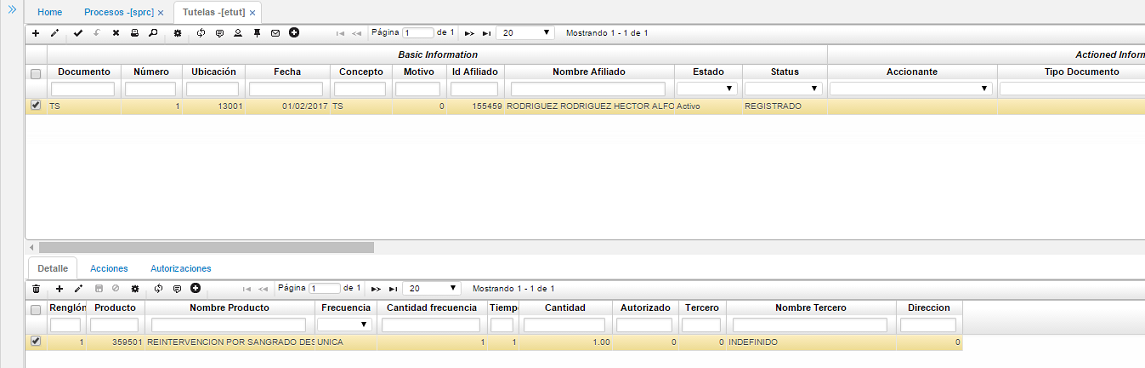 Home Procesos -[sprc] × Tutelas -[etut] ×
Página 1 de 1 20 Mostrando 1 - 1 de 1
Basic Information Actioned Inforn
Documento Número Ubicación Fecha Concepto Motivo Id Afiliado Nombre Afiliado Estado Status Accionante Tipo Documento
TS 1 13001 01/02/2017 TS 0 155459 RODRIGUEZ RODRIGUEZ HECTOR ALFO Activo REGISTRADO
Detalle Acciones Autorizaciones
Página 1 de 1 20 Mostrando 1 - 1 de 1
Renglón Producto Nombre Producto Frecuencia Cantidad frecuencia Tiemp Cantidad Autorizado Tercero Nombre Tercero Direccion
1 359501 REINTERVENCION POR SANGRADO DES UNICA 1 1 1.00 0 0 INDEFINIDO 0